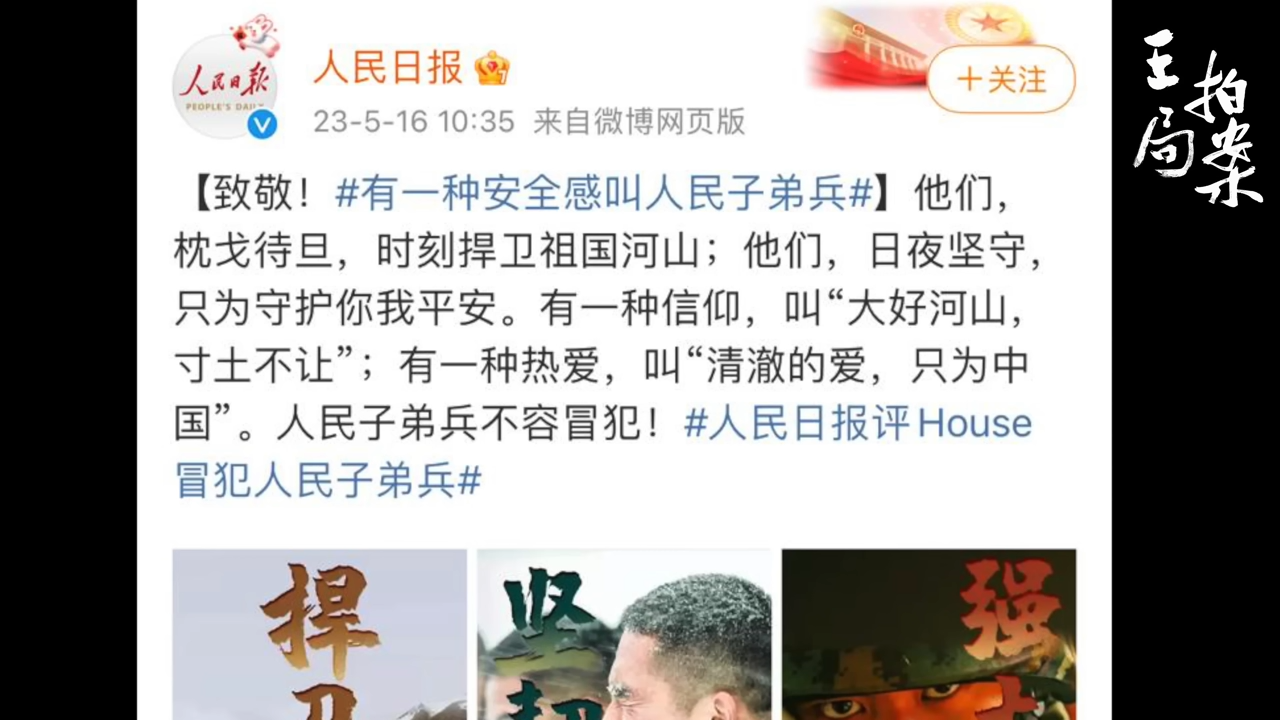 人民日报
PEOPLE'S DAILY
人民日报
23-5-16 10:35 来自微博网页版
+关注
王局
拍案
【致敬！#有一种安全感叫人民子弟兵#】他们，
枕戈待旦，时刻捍卫祖国河山；他们，日夜坚守，
只为守护你我平安。有一种信仰，叫“大好河山，
寸土不让”；有一种热爱，叫“清澈的爱，只为中
国”。人民子弟兵不容冒犯！#人民日报评House
冒犯人民子弟兵#
捍
坚
强